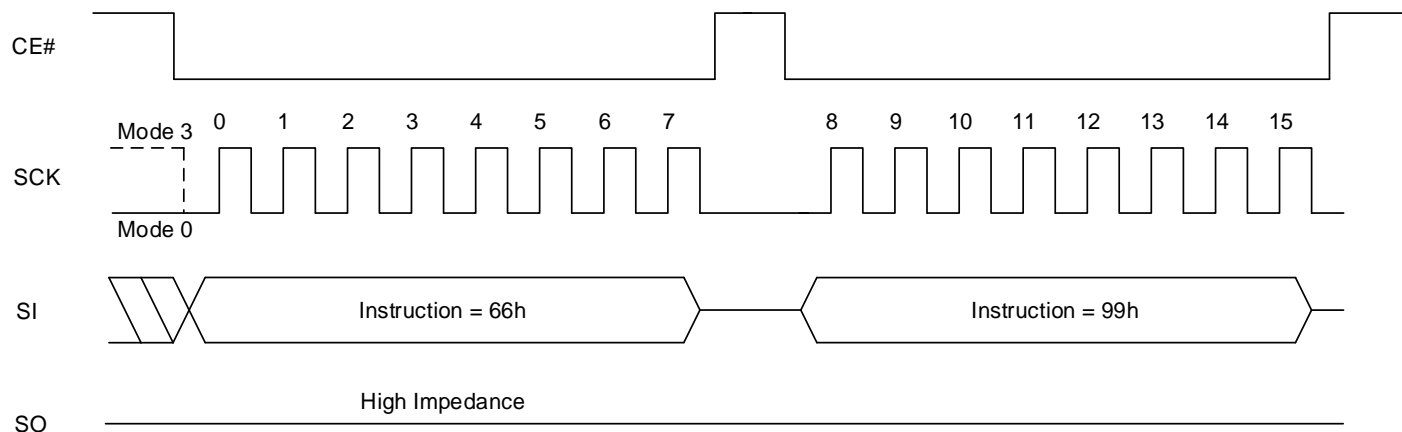 CE#
Mode 3
0 1 2 3 4 5 6 7 8 9 10 11 12 13 14 15
SCK
Mode 0
SI
Instruction = 66h
Instruction = 99h
High Impedance
SO